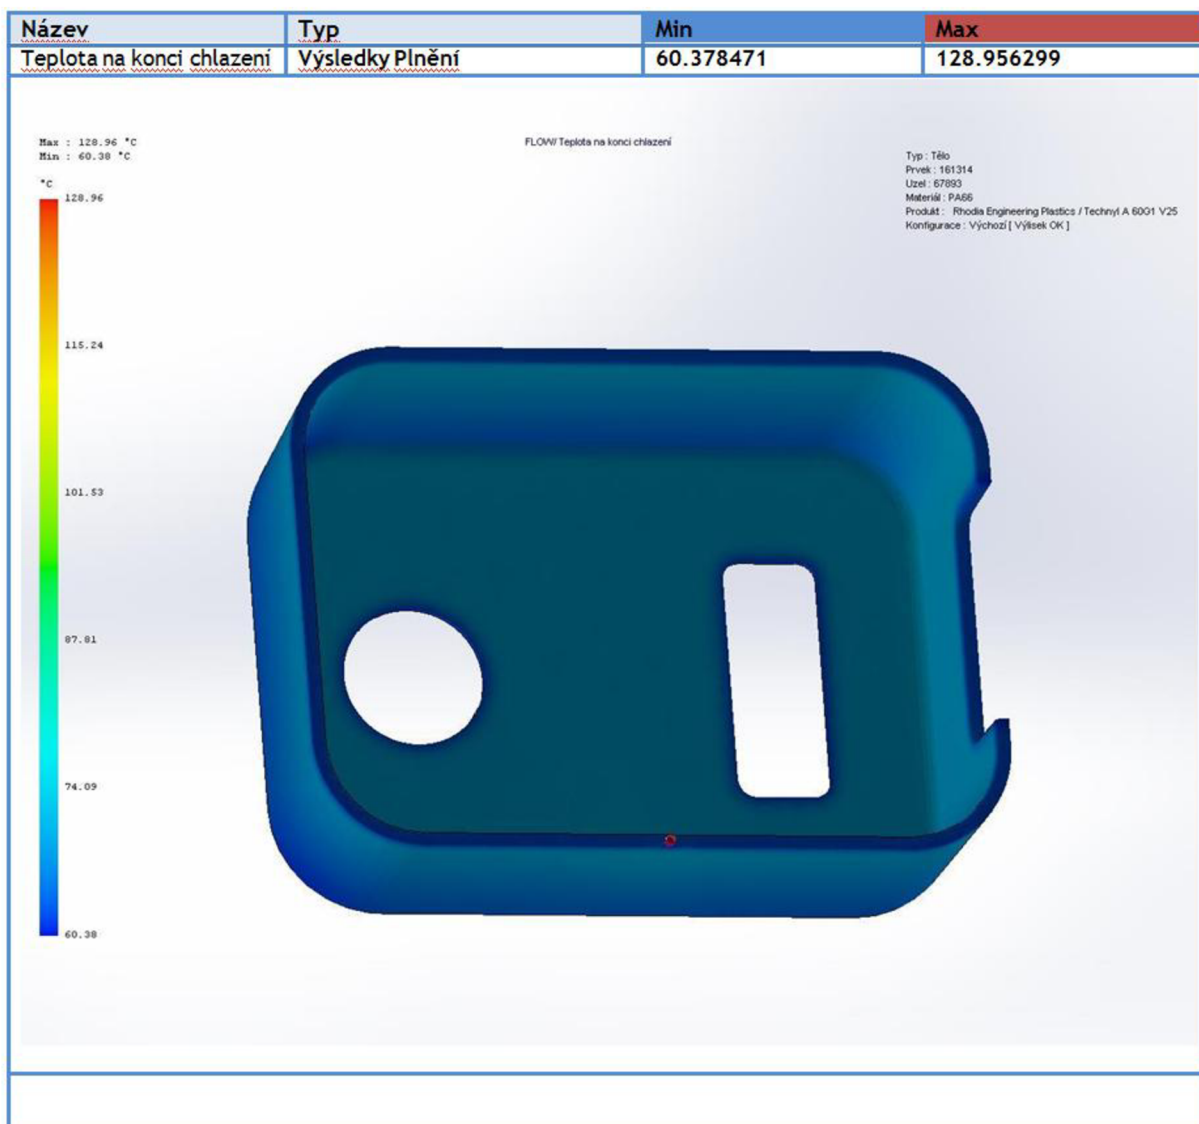 Název Typ Min Max
Teplota na konci chlazení Výsledky Plnění 60.378471 128.956299
Max : 128.96 °C
Min : 60.38 °C
FLOW/ Teplota na konci chlazení
Typ : Tělo
Prvek : 161314
Uzel : 67893
Materiál : PA66
Produkt : Rhodia Engineering Plastics / Technyl A 60G1 V25
Konfigurace : Výchozí [ Výlisek OK ]
°C
128.96
115.24
101.53
87.81
74.09
60.38